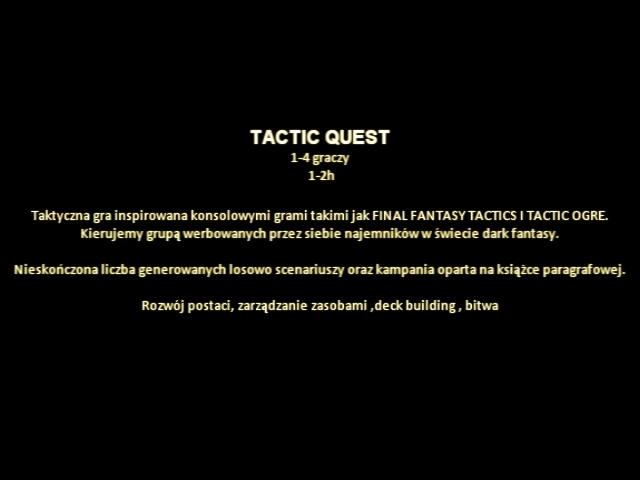 TACTIC QUEST
1-4 graczy
1-2h
Taktyczna gra inspirowana konsolowymi grami takimi jak FINAL FANTASY TACTICS I TACTIC OGRE.
Kierujemy grupą werbowanych przez siebie najemników w świecie dark fantasy.
Nieskończona liczba generowanych losowo scenariuszy oraz kampania oparta na książce paragrafowej.
Rozwój postaci, zarządzanie zasobami ,deck building , bitwa